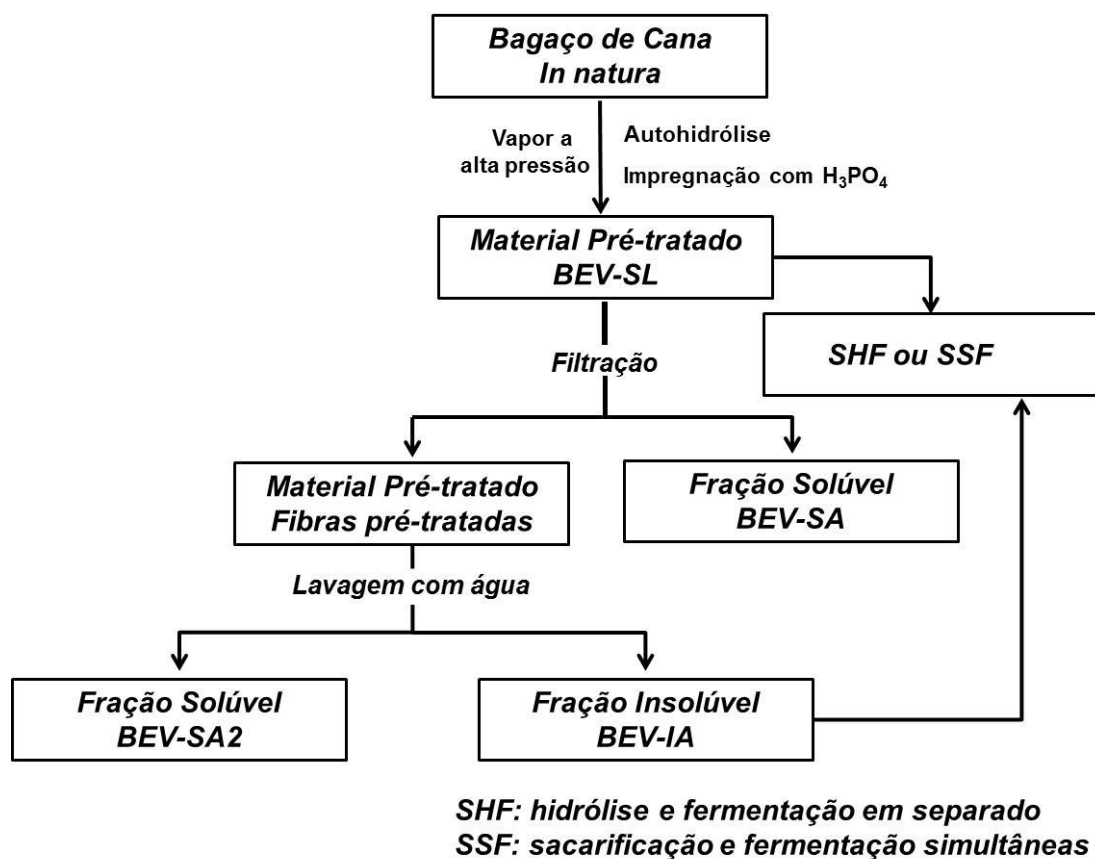 Bagaço de Cana
In natura
Vapor a
alta pressão
Autohidrólise
Impregnação com H₃PO₄
Material Pré-tratado
BEV-SL
SHF ou SSF
Filtração
Material Pré-tratado
Fibras pré-tratadas
Fração Solúvel
BEV-SA
Lavagem com água
Fração Solúvel
BEV-SA2
Fração Insolúvel
BEV-IA
SHF: hidrólise e fermentação em separado
SSF: sacarificação e fermentação simultâneas